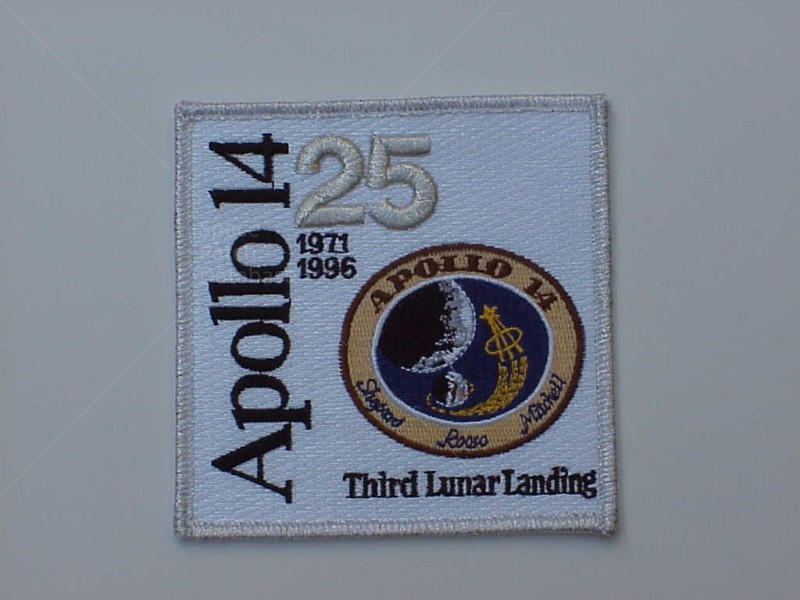 Apollo 14
25
1971
1996
APOLLO 14
Shepard
Roosa
Mitchell
Third Lunar Landing